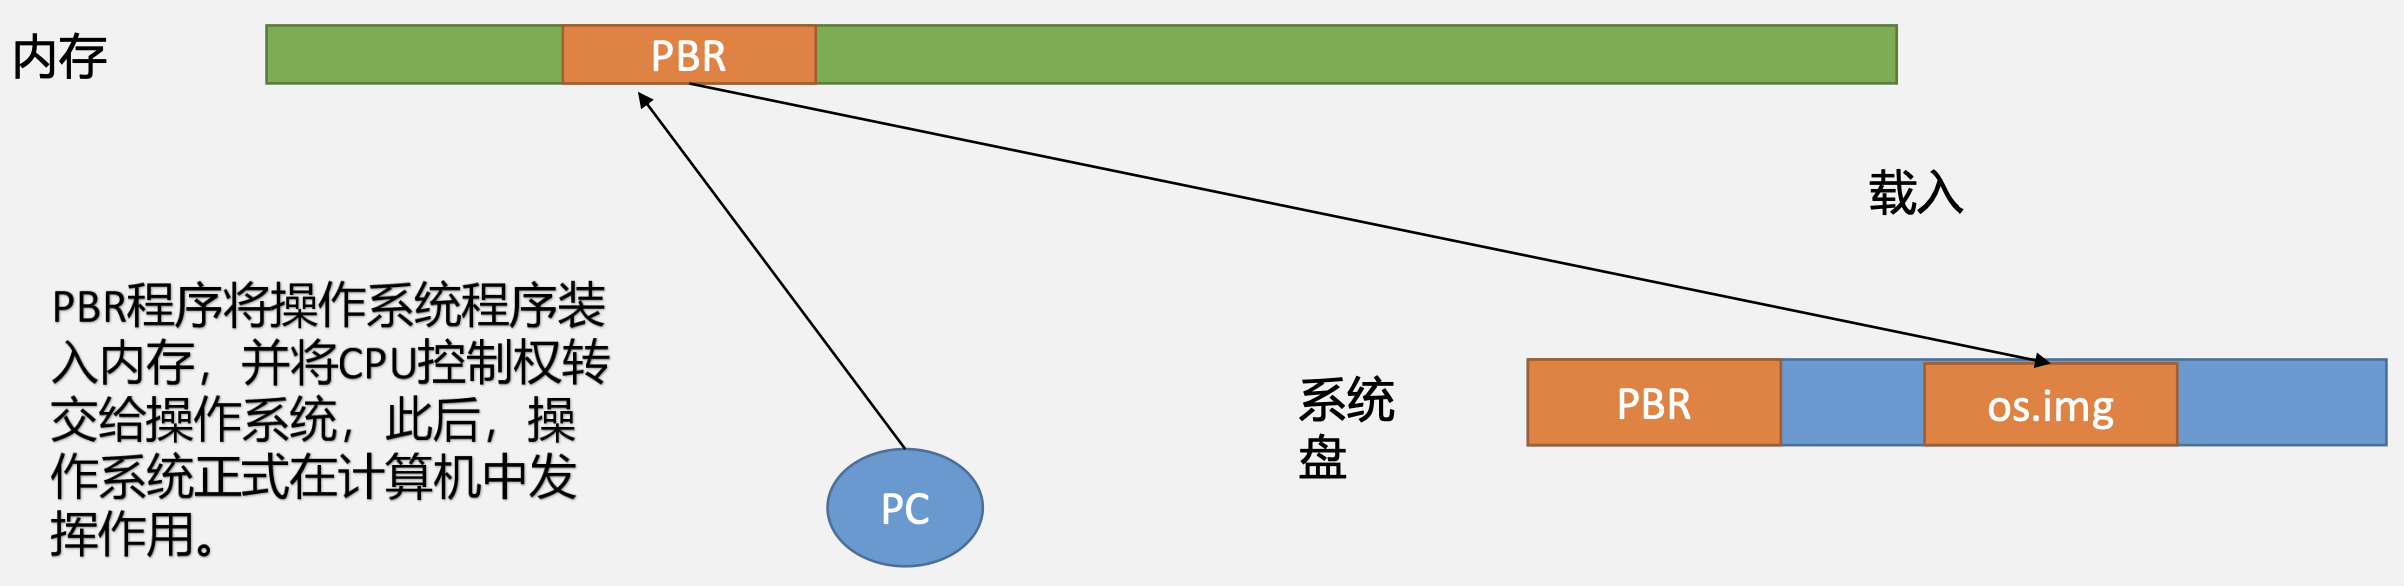 内存
PBR
载入
PBR程序将操作系统程序装
入内存，并将CPU控制权转
交给操作系统，此后，操
作系统正式在计算机中发
挥作用。
PC
系统
盘
PBR
os.img